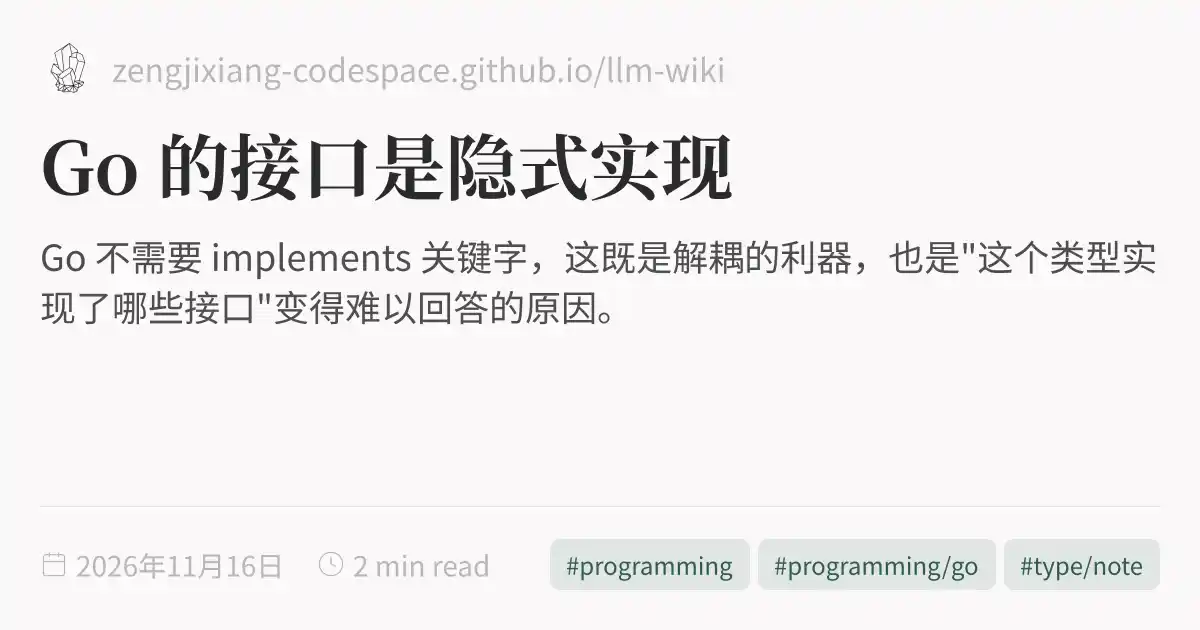 zengjixiang-codespace.github.io/llm-wiki
Go 的接口是隐式实现
Go 不需要 implements 关键字，这既是解耦的利器，也是"这个类型实
现了哪些接口"变得难以回答的原因。
2026年11月16日 2 min read #programming #programming/go #type/note